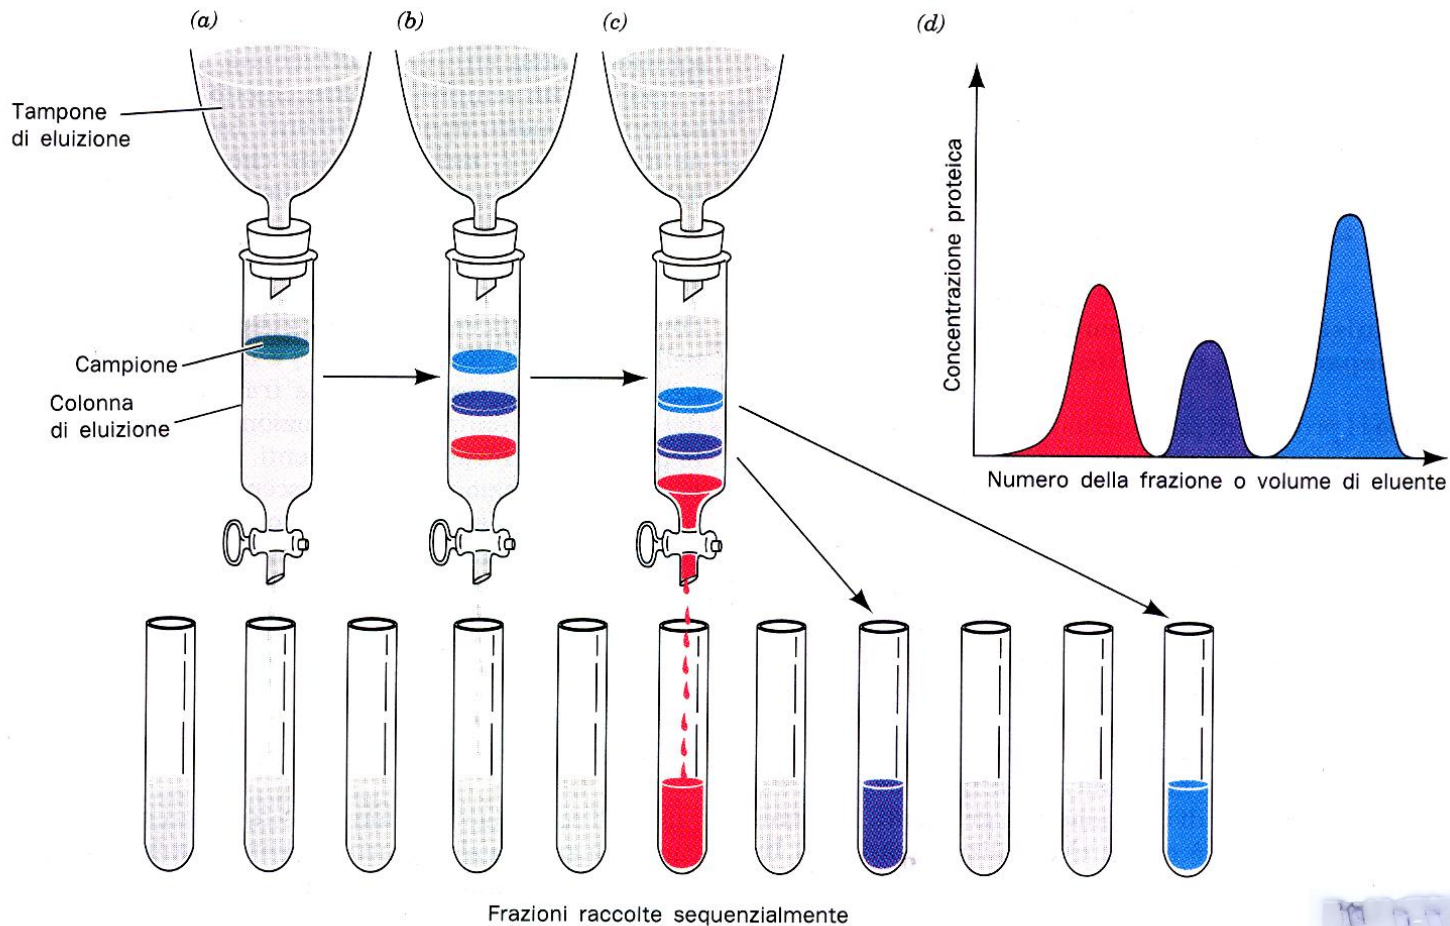 (a)
(b)
(c)
(d)
Tampone
di eluizione
Campione
Colonna
di eluizione
Concentrazione proteica
Numero della frazione o volume di eluente
Frazioni raccolte sequenzialmente